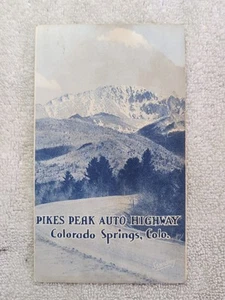 PIKES PEAK AUTO HIGHWAY
Colorado Springs, Colo.